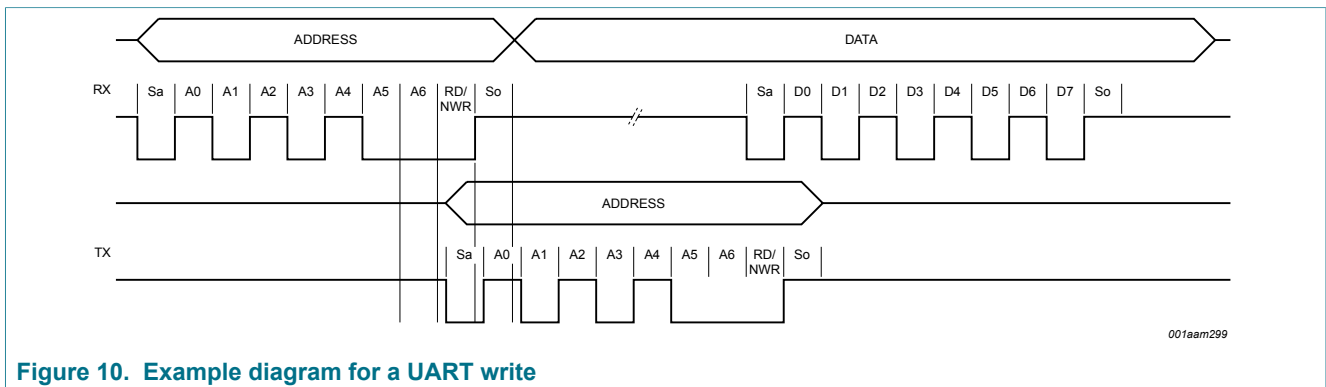 ADDRESS DATA
RX Sa A0 A1 A2 A3 A4 A5 A6 RD/NWR So Sa D0 D1 D2 D3 D4 D5 D6 D7 So
ADDRESS
TX Sa A0 A1 A2 A3 A4 A5 A6 RD/NWR So
001aam299
Figure 10. Example diagram for a UART write